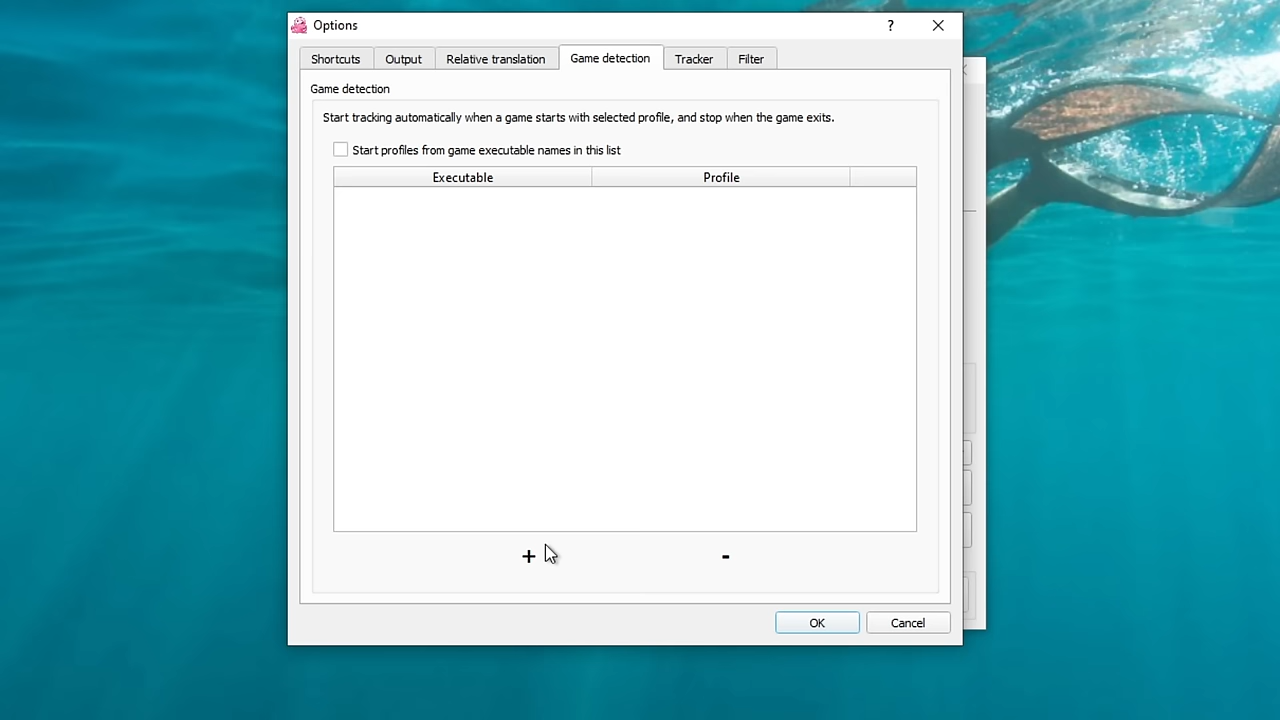 Options
?
Shortcuts Output Relative translation Game detection Tracker Filter
Game detection
Start tracking automatically when a game starts with selected profile, and stop when the game exits.
Start profiles from game executable names in this list
Executable Profile
+ -
OK Cancel